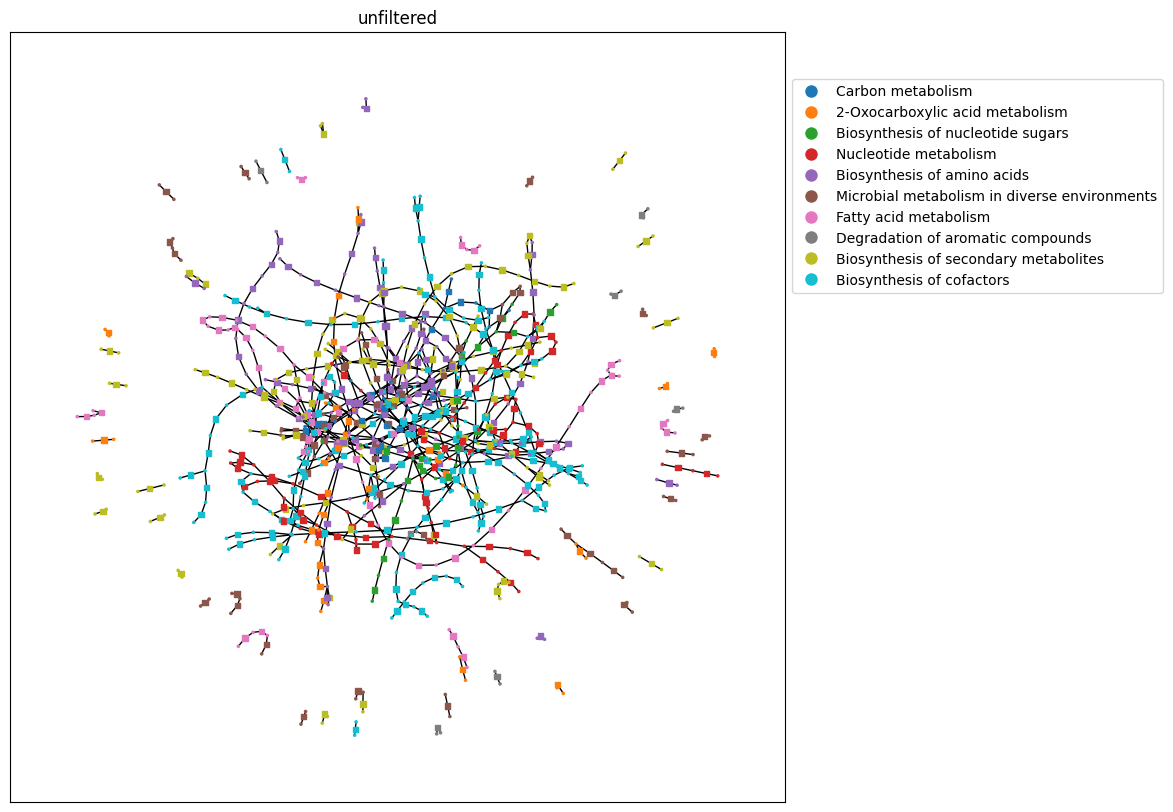 unfiltered
Carbon metabolism
2-Oxocarboxylic acid metabolism
Biosynthesis of nucleotide sugars
Nucleotide metabolism
Biosynthesis of amino acids
Microbial metabolism in diverse environments
Fatty acid metabolism
Degradation of aromatic compounds
Biosynthesis of secondary metabolites
Biosynthesis of cofactors